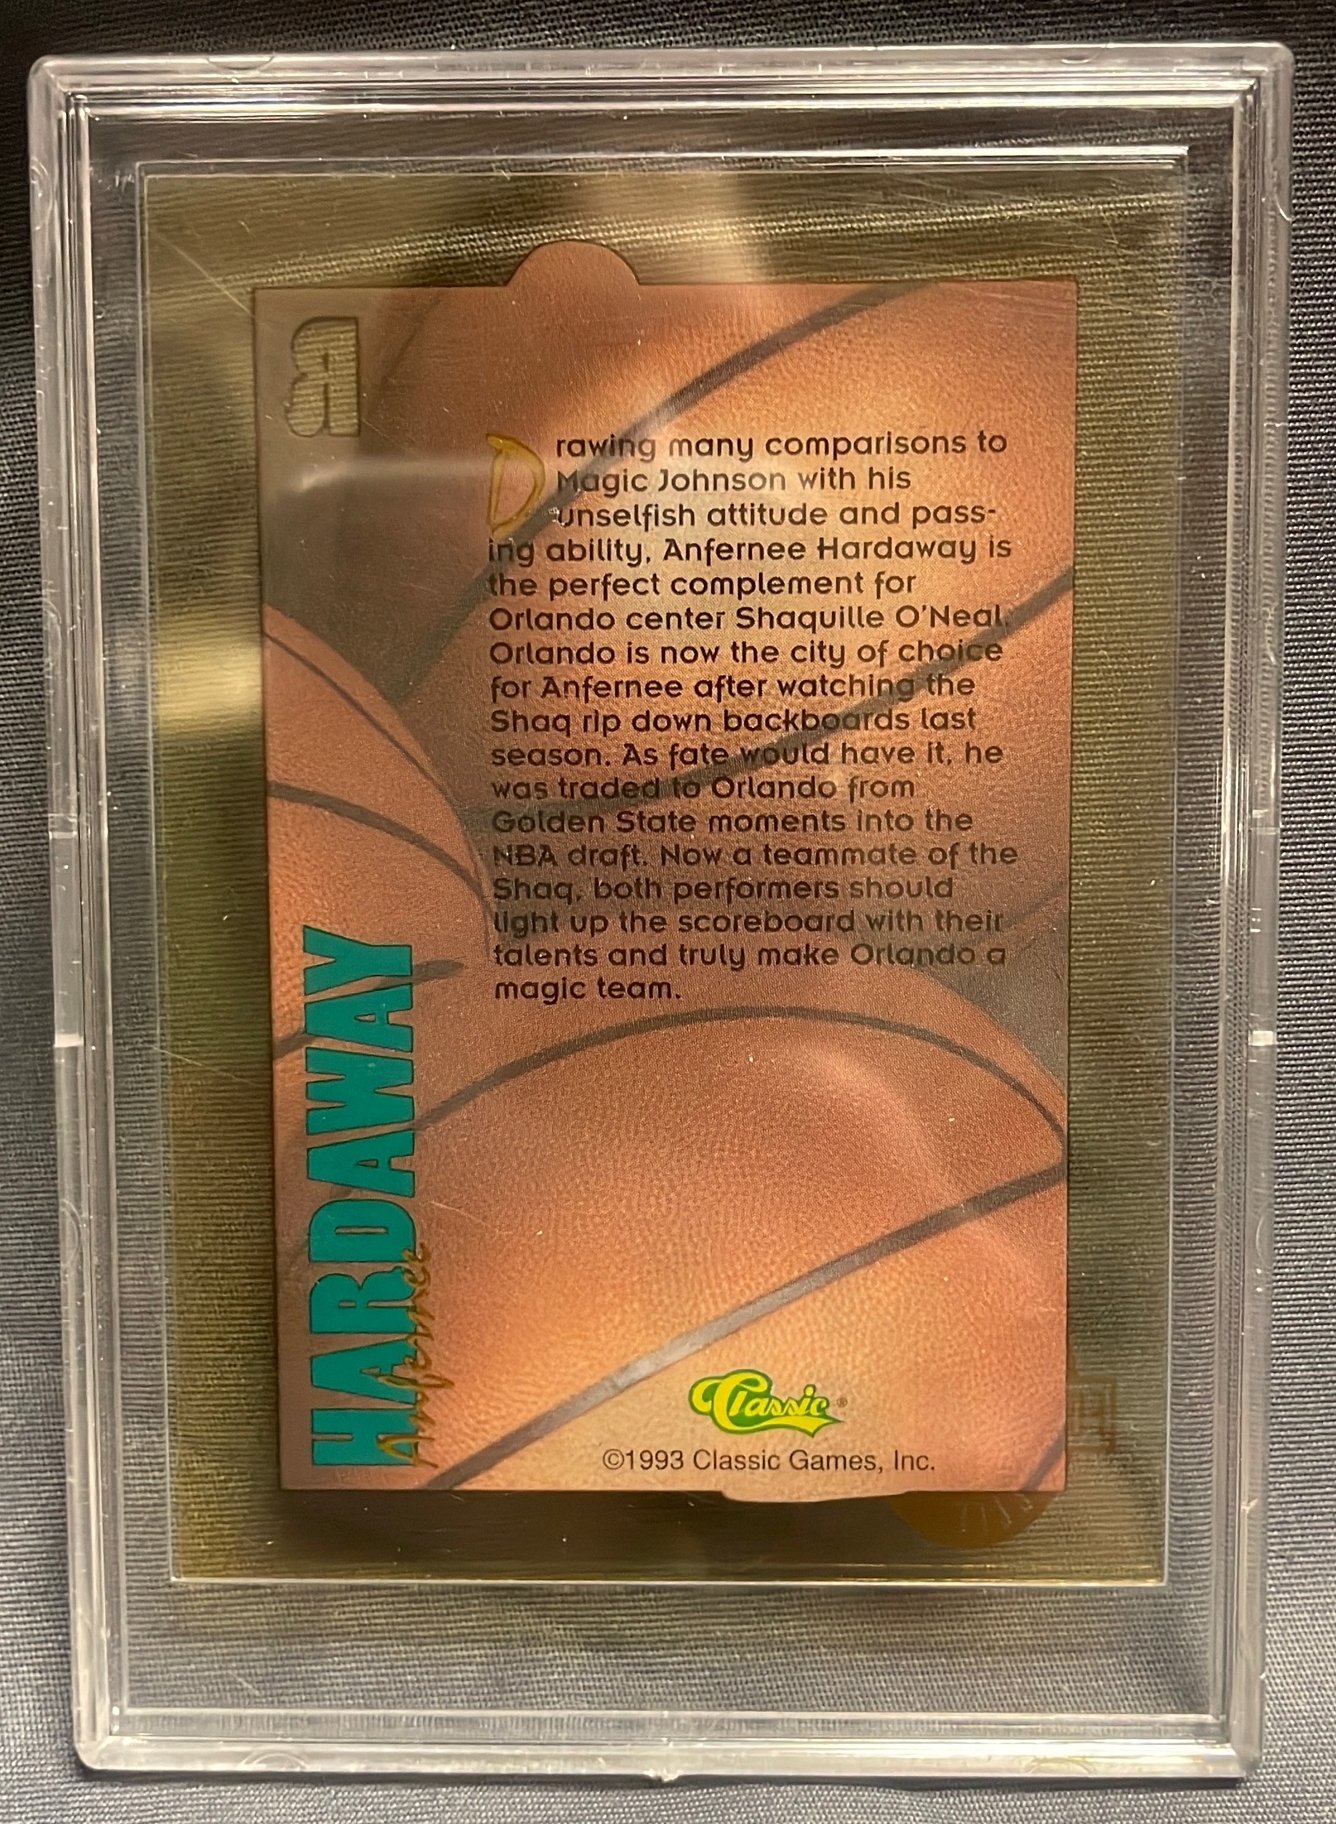 Drawing many comparisons to
Magic Johnson with his
unselfish attitude and pass-
ing ability, Anfernee Hardaway is
the perfect complement for
Orlando center Shaquille O'Neal.
Orlando is now the city of choice
for Anfernee after watching the
Shaq rip down backboards last
season. As fate would have it, he
was traded to Orlando from
Golden State moments into the
NBA draft. Now a teammate of the
Shaq, both performers should
light up the scoreboard with their
talents and truly make Orlando a
magic team.
HARDAWAY
Anfernee
Classic®
©1993 Classic Games, Inc.